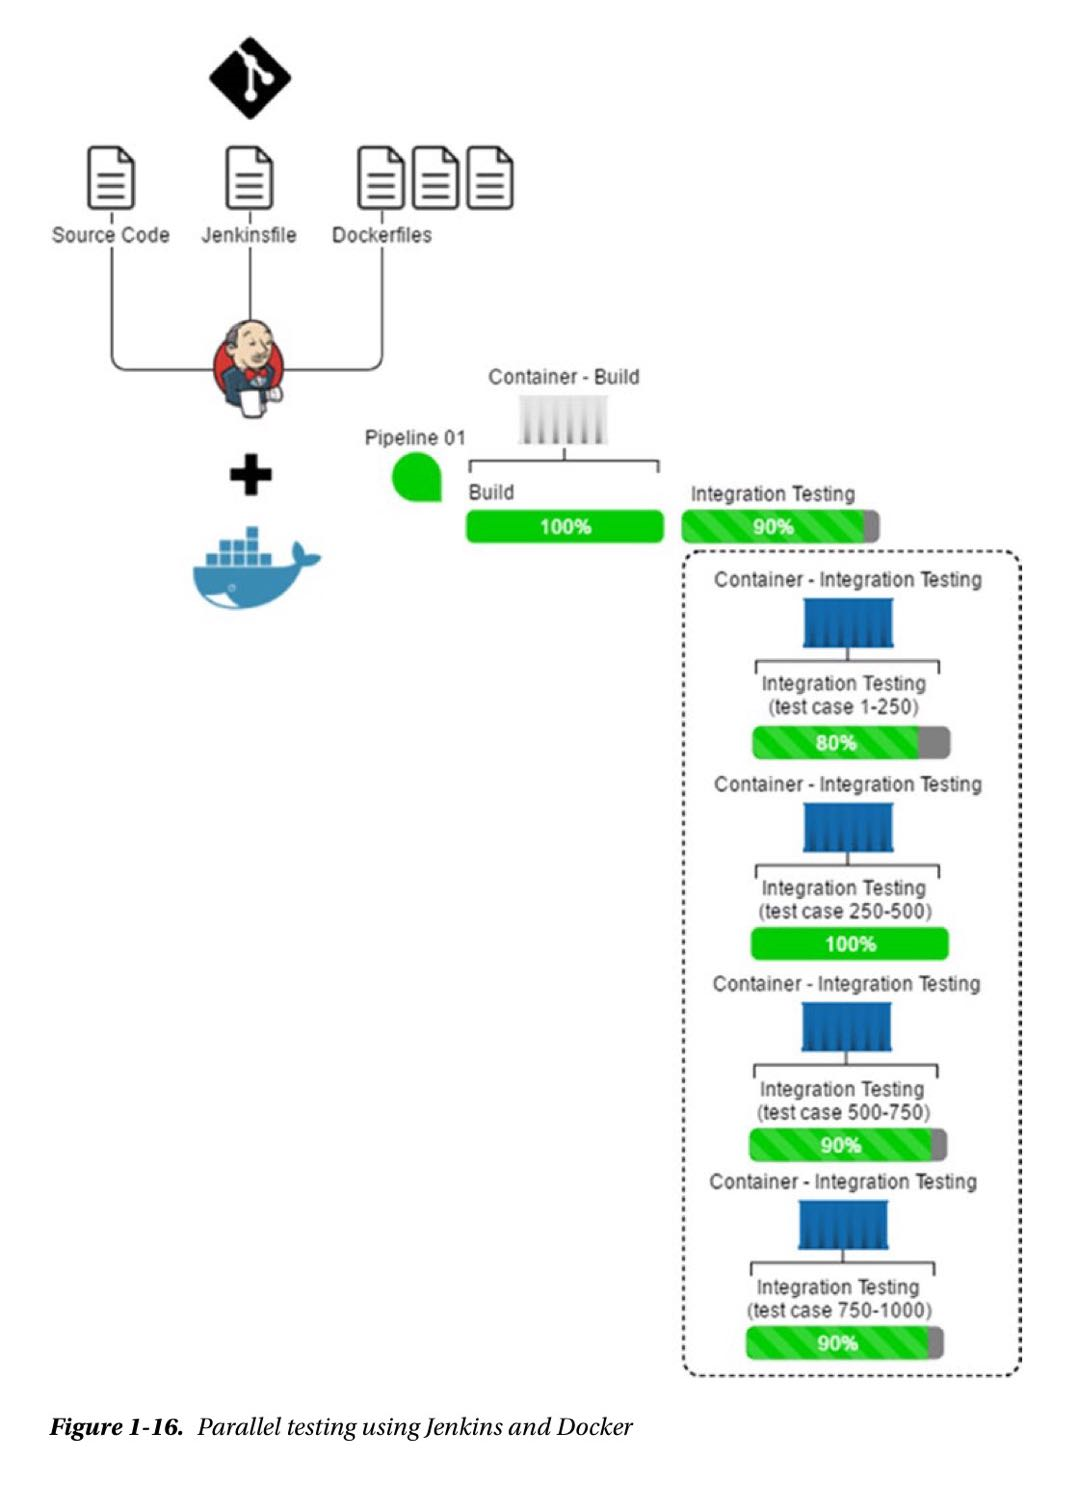 Source Code
Jenkinsfile
Dockerfiles
Container - Build
Pipeline 01
Build
100%
Integration Testing
90%
Container - Integration Testing
Integration Testing
(test case 1-250)
80%
Container - Integration Testing
Integration Testing
(test case 250-500)
100%
Container - Integration Testing
Integration Testing
(test case 500-750)
90%
Container - Integration Testing
Integration Testing
(test case 750-1000)
90%
Figure 1-16. Parallel testing using Jenkins and Docker